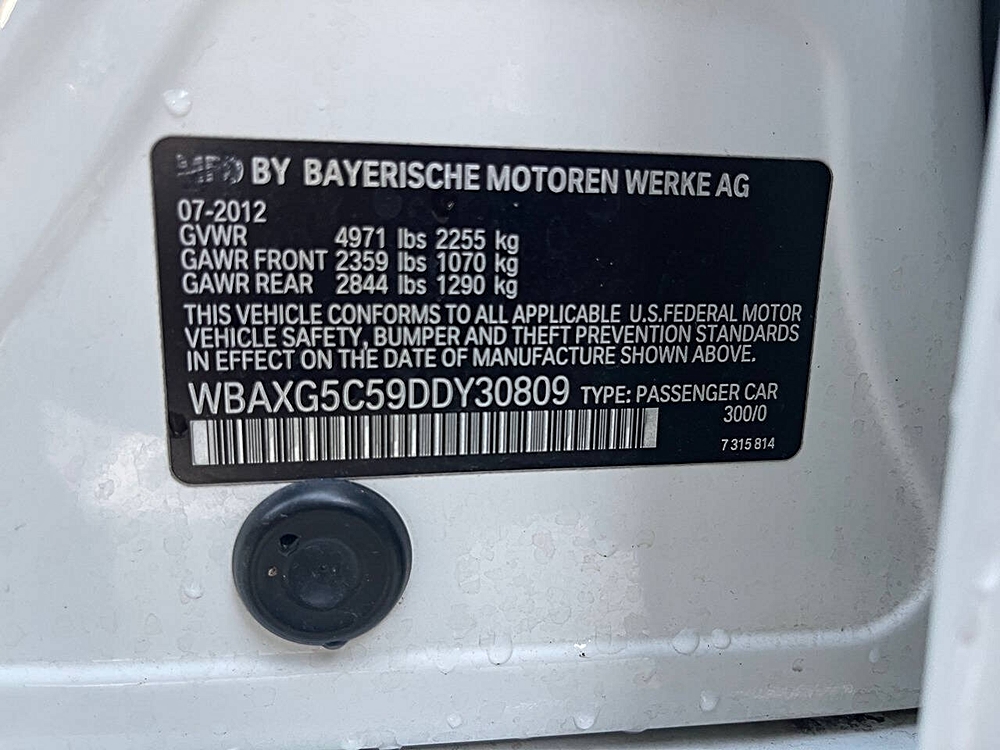 MFD BY BAYERISCHE MOTOREN WERKE AG
07-2012
GVWR 4971 lbs 2255 kg
GAWR FRONT 2359 lbs 1070 kg
GAWR REAR 2844 lbs 1290 kg
THIS VEHICLE CONFORMS TO ALL APPLICABLE U.S.FEDERAL MOTOR
VEHICLE SAFETY, BUMPER AND THEFT PREVENTION STANDARDS
IN EFFECT ON THE DATE OF MANUFACTURE SHOWN ABOVE.
WBAXG5C59DDY30809 TYPE: PASSENGER CAR
300/0
7 315 814